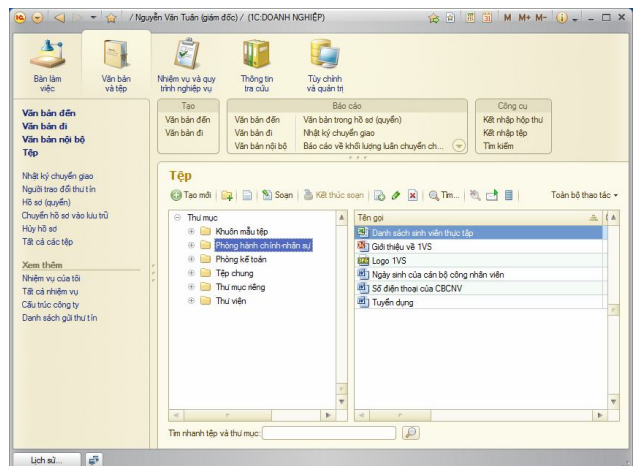 / Nguyễn Văn Tuân (giám đốc) / (1C:DOANH NGHIỆP)
M M+ M-
Bàn làm việc
Văn bản và tệp
Nhiệm vụ và quy trình nghiệp vụ
Thông tin tra cứu
Tùy chỉnh và quản trị
Văn bản đến
Văn bản đi
Văn bản nội bộ
Tệp
Nhật ký chuyển giao
Người trao đổi thư tín
Hồ sơ (quyển)
Chuyển hồ sơ vào lưu trữ
Hủy hồ sơ
Tất cả các tệp
Xem thêm
Nhiệm vụ của tôi
Tất cả nhiệm vụ
Cấu trúc công ty
Danh sách gửi thư tín
Tạo
Văn bản đến
Văn bản đi
Báo cáo
Văn bản đến
Văn bản đi
Văn bản nội bộ
Văn bản trong hồ sơ (quyển)
Nhật ký chuyển giao
Báo cáo về khối lượng luân chuyển ch...
Công cụ
Kết nhập hộp thư
Kết nhập tệp
Tìm kiếm
Tệp
Tạo mới
Soạn
Kết thúc soạn
Tìm...
Toàn bộ thao tác
Thư mục
Khuôn mẫu tệp
Phòng hành chính-nhân sự
Phòng kế toán
Tệp chung
Thư mục riêng
Thư viện
Tên gọi
Danh sách sinh viên thực tập
Giới thiệu về 1VS
Logo 1VS
Ngày sinh của cán bộ công nhân viên
Số điện thoại của CBCNV
Tuyển dụng
Tìm nhanh tệp và thư mục:
Lịch sử...